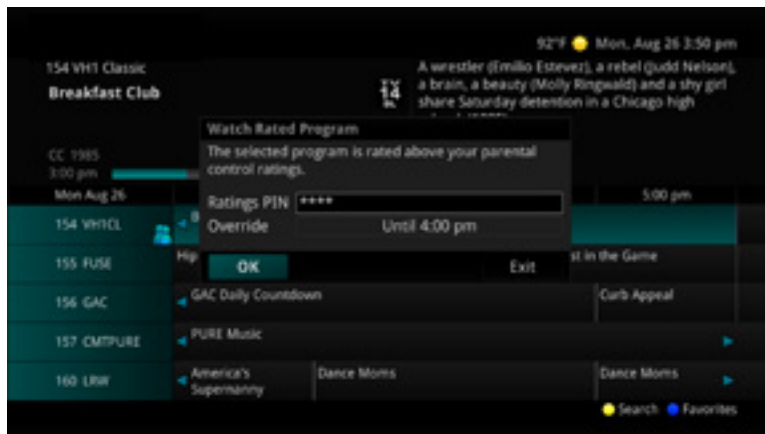 92°F Mon, Aug 26 3:50 pm
154 VH1 Classic
Breakfast Club
TV
14
A wrestler (Emilio Estevez), a rebel (Judd Nelson),
a brain, a beauty (Molly Ringwald) and a shy girl
share Saturday detention in a Chicago high
CC 1985
3:00 pm
Watch Rated Program
The selected program is rated above your parental
control ratings.
Ratings PIN ****
Override Until 4:00 pm
OK Exit
Mon Aug 26 5:00 pm
154 VH1CL
155 FUSE Hip st in the Game
156 GAC GAC Daily Countdown Curb Appeal
157 CMTPURE PURE Music
160 LRW America's Supernanny Dance Moms Dance Moms
Search Favorites